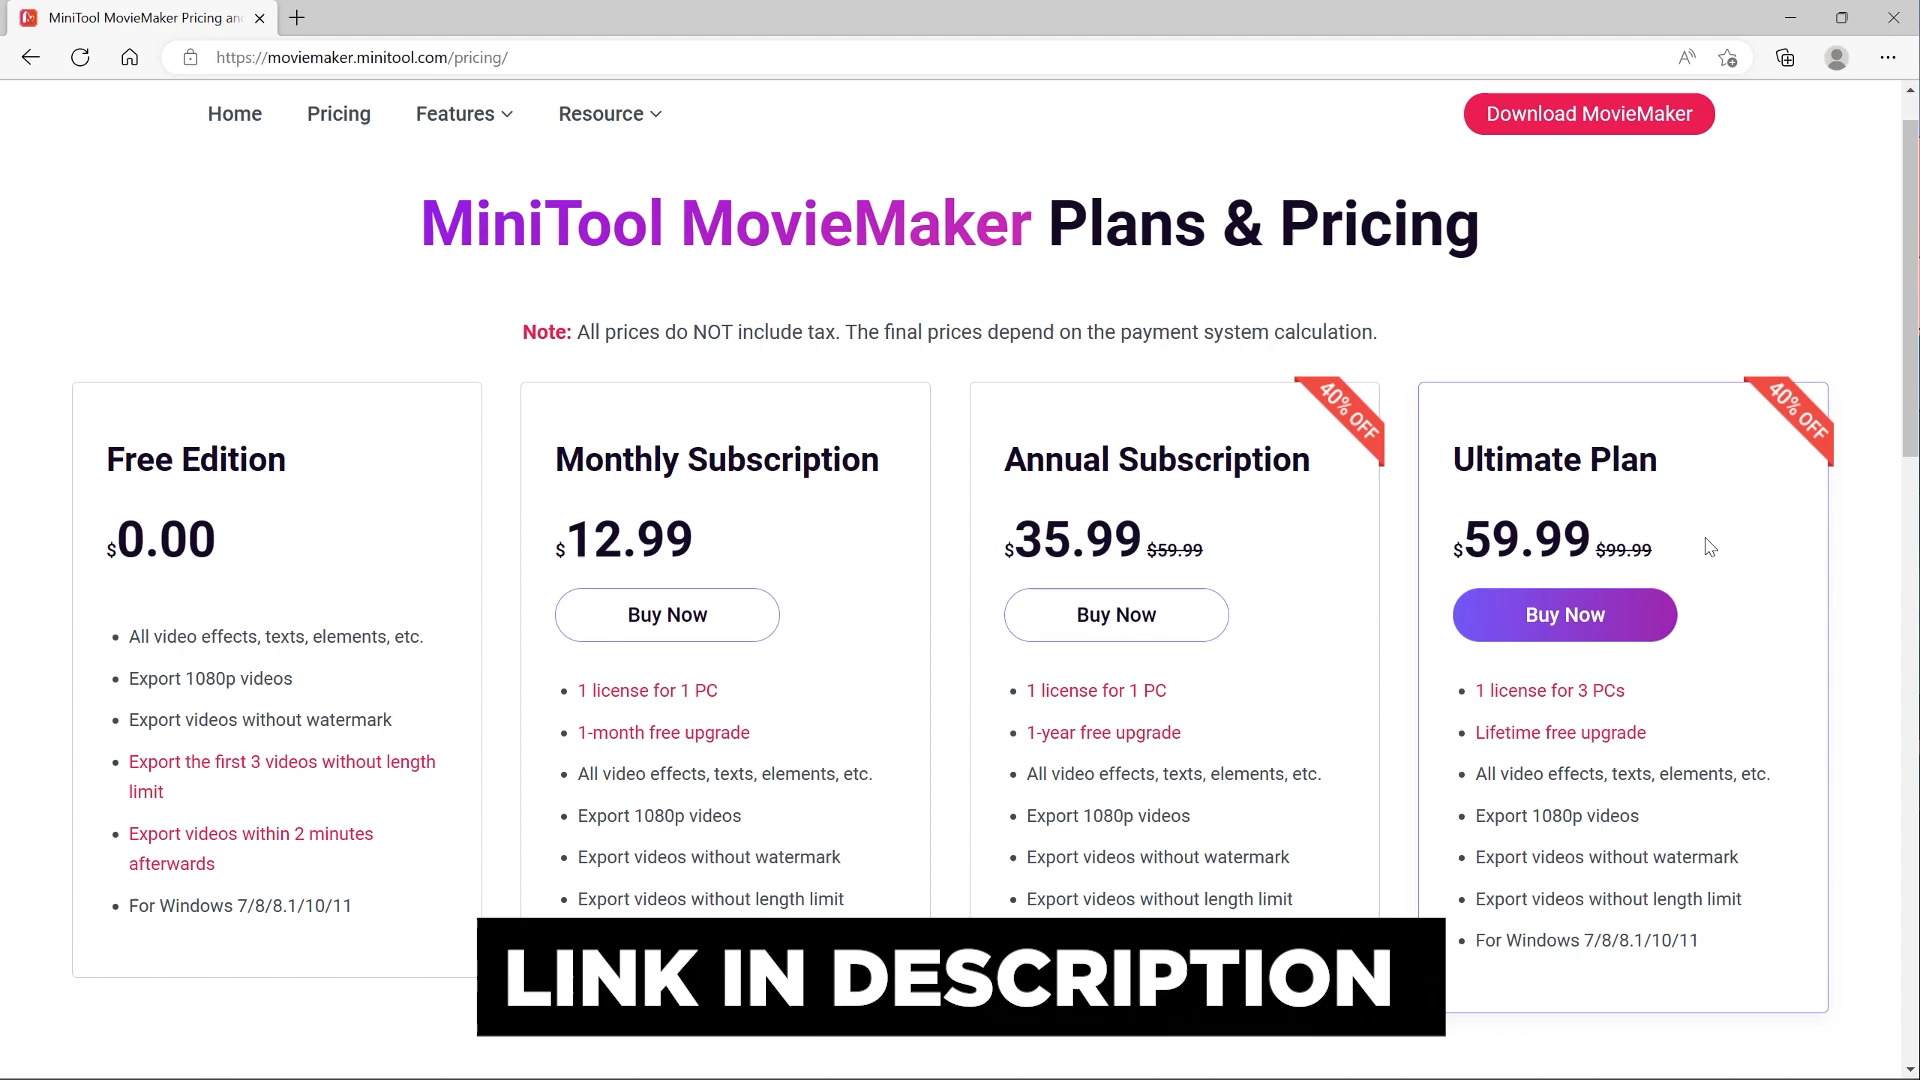 MiniTool MovieMaker Pricing an
https://moviemaker.minitool.com/pricing/
Home
Pricing
Features
Resource
Download MovieMaker
MiniTool MovieMaker Plans & Pricing
Note: All prices do NOT include tax. The final prices depend on the payment system calculation.
Free Edition
$0.00
All video effects, texts, elements, etc.
Export 1080p videos
Export videos without watermark
Export the first 3 videos without length
limit
Export videos within 2 minutes
afterwards
For Windows 7/8/8.1/10/11
Monthly Subscription
$12.99
Buy Now
1 license for 1 PC
1-month free upgrade
All video effects, texts, elements, etc.
Export 1080p videos
Export videos without watermark
Export videos without length limit
40% OFF
Annual Subscription
$35.99 $59.99
Buy Now
1 license for 1 PC
1-year free upgrade
All video effects, texts, elements, etc.
Export 1080p videos
Export videos without watermark
Export videos without length limit
40% OFF
Ultimate Plan
$59.99 $99.99
Buy Now
1 license for 3 PCs
Lifetime free upgrade
All video effects, texts, elements, etc.
Export 1080p videos
Export videos without watermark
Export videos without length limit
For Windows 7/8/8.1/10/11
LINK IN DESCRIPTION